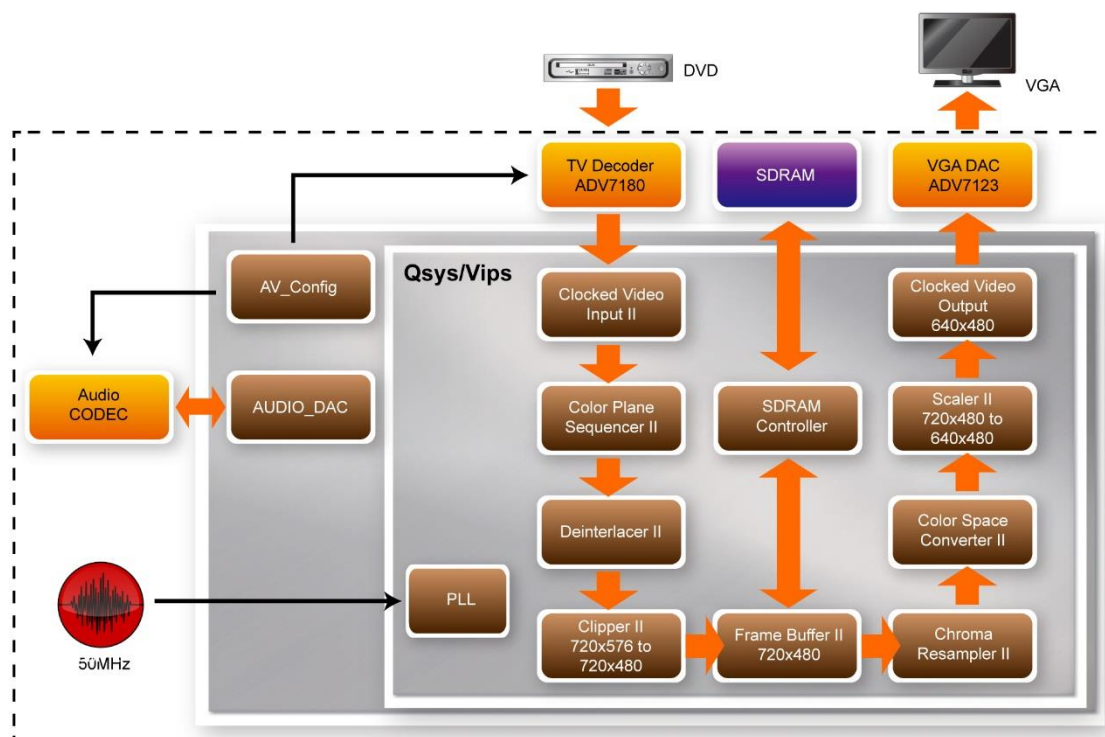 DVD
VGA
TV Decoder
ADV7180
SDRAM
VGA DAC
ADV7123
Qsys/Vips
AV_Config
Clocked Video
Input II
Clocked Video
Output
640x480
Audio
CODEC
AUDIO_DAC
Color Plane
Sequencer II
SDRAM
Controller
Scaler II
720x480 to
640x480
Deinterlacer II
Color Space
Converter II
PLL
Clipper II
720x576 to
720x480
Frame Buffer II
720x480
Chroma
Resampler II
50MHz